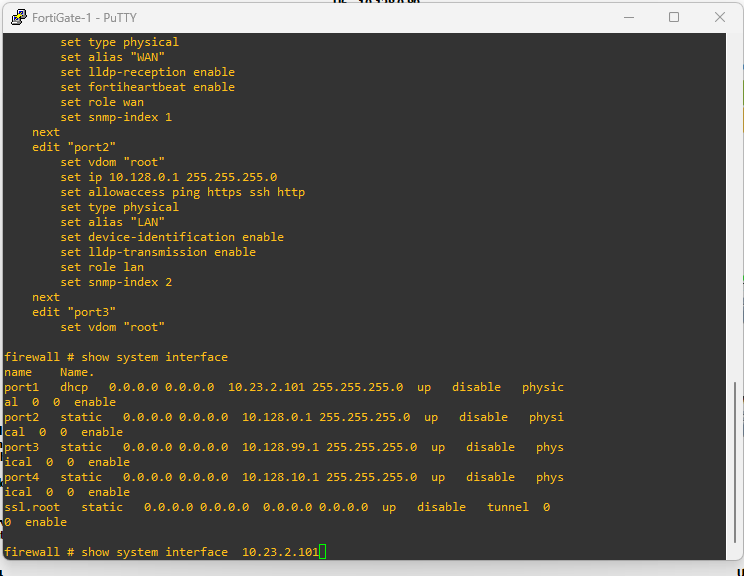 FortiGate-1 - PuTTY
set type physical
set alias "WAN"
set lldp-reception enable
set fortiheartbeat enable
set role wan
set snmp-index 1
next
edit "port2"
set vdom "root"
set ip 10.128.0.1 255.255.255.0
set allowaccess ping https ssh http
set type physical
set alias "LAN"
set device-identification enable
set lldp-transmission enable
set role lan
set snmp-index 2
next
edit "port3"
set vdom "root"
firewall # show system interface
name    Name.
port1   dhcp   0.0.0.0 0.0.0.0  10.23.2.101 255.255.255.0  up   disable   physic
al  0  0  enable
port2   static   0.0.0.0 0.0.0.0  10.128.0.1 255.255.255.0  up   disable   physi
cal  0  0  enable
port3   static   0.0.0.0 0.0.0.0  10.128.99.1 255.255.255.0  up   disable   phys
ical  0  0  enable
port4   static   0.0.0.0 0.0.0.0  10.128.10.1 255.255.255.0  up   disable   phys
ical  0  0  enable
ssl.root   static   0.0.0.0 0.0.0.0  0.0.0.0 0.0.0.0  up   disable   tunnel  0
0  enable
firewall # show system interface  10.23.2.101